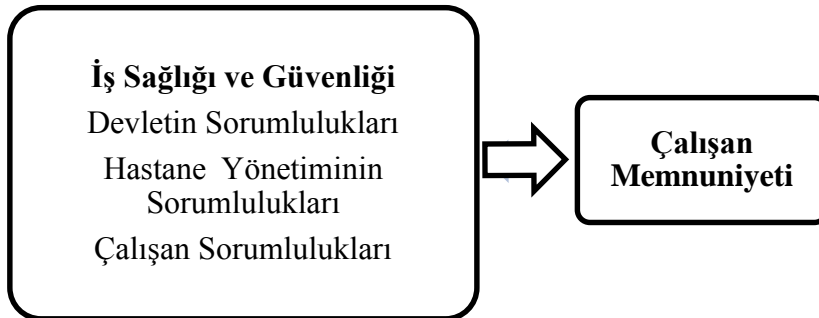 İş Sağlığı ve Güvenliği
Devletin Sorumlulukları
Hastane Yönetiminin
Sorumlulukları
Çalışan Sorumlulukları
Çalışan
Memnuniyeti